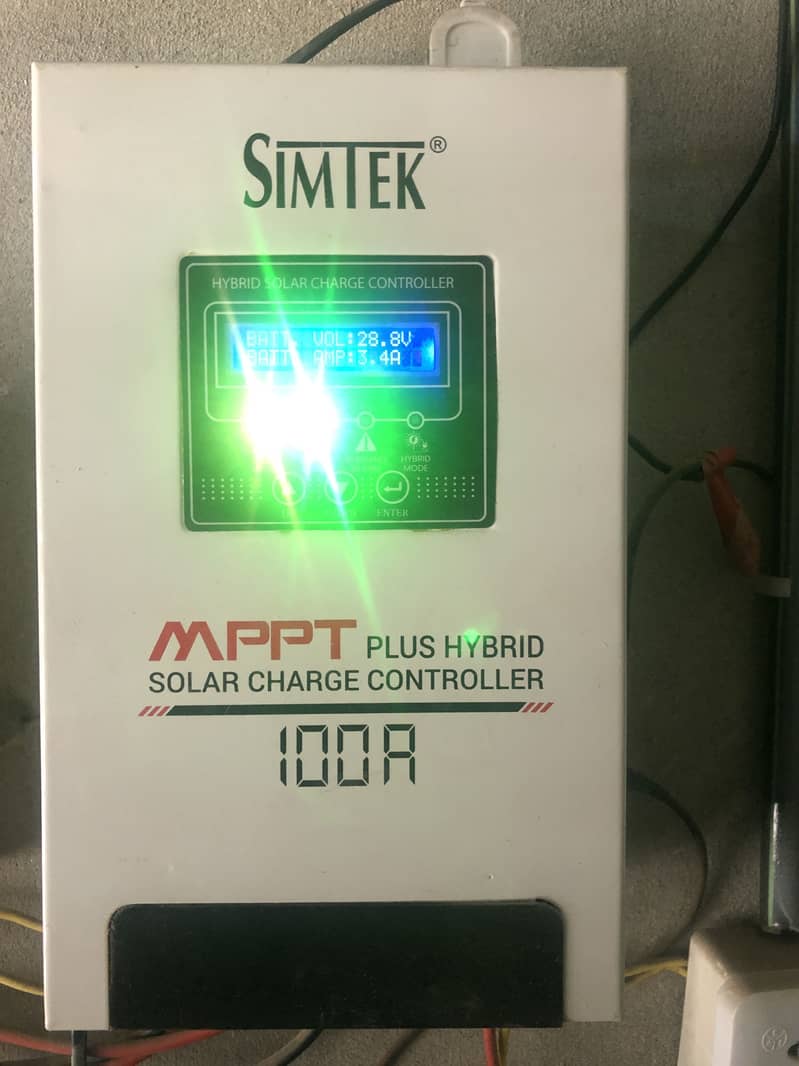 SIMTEK®
HYBRID SOLAR CHARGE CONTROLLER
BATT. VOL:28.8V
BATT. AMP:3.4A
HYBRID
MODE
ENTER
MPPT PLUS HYBRID
SOLAR CHARGE CONTROLLER
100A